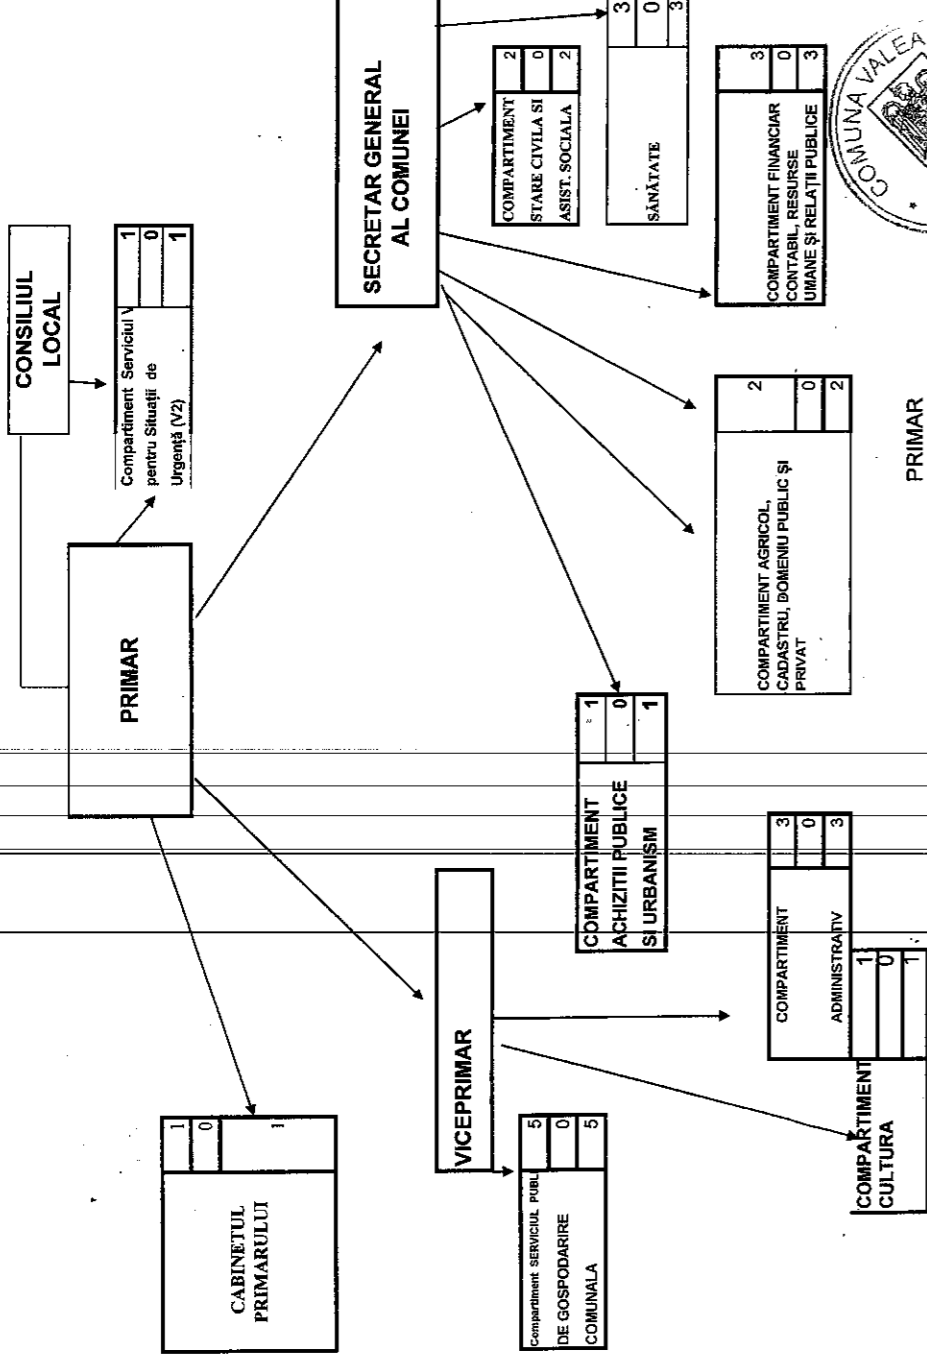 CONSILIUL
LOCAL
Compartiment Serviciul V
pentru Situații de
Urgență (V2)
1
0
1
PRIMAR
CABINETUL
PRIMARULUI
1
0
1
SECRETAR GENERAL
AL COMUNEI
VICEPRIMAR
Compartiment SERVICIUL PUBL
DE GOSPODARIRE
COMUNALA
5
0
5
COMPARTIMENT
ACHIZITII PUBLICE
SI URBANISM
1
0
1
COMPARTIMENT
STARE CIVILA SI
ASIST. SOCIALA
2
0
2
SĂNĂTATE
3
0
3
COMPARTIMENT
ADMINISTRATIV
3
0
3
COMPARTIMENT
CULTURA
1
0
1
COMPARTIMENT AGRICOL,
CADASTRU, DOMENIU PUBLIC ȘI
PRIVAT
2
0
2
COMPARTIMENT FINANCIAR
CONTABIL, RESURSE
UMANE ȘI RELAȚII PUBLICE
3
0
3
PRIMAR
COMUNA VALEA